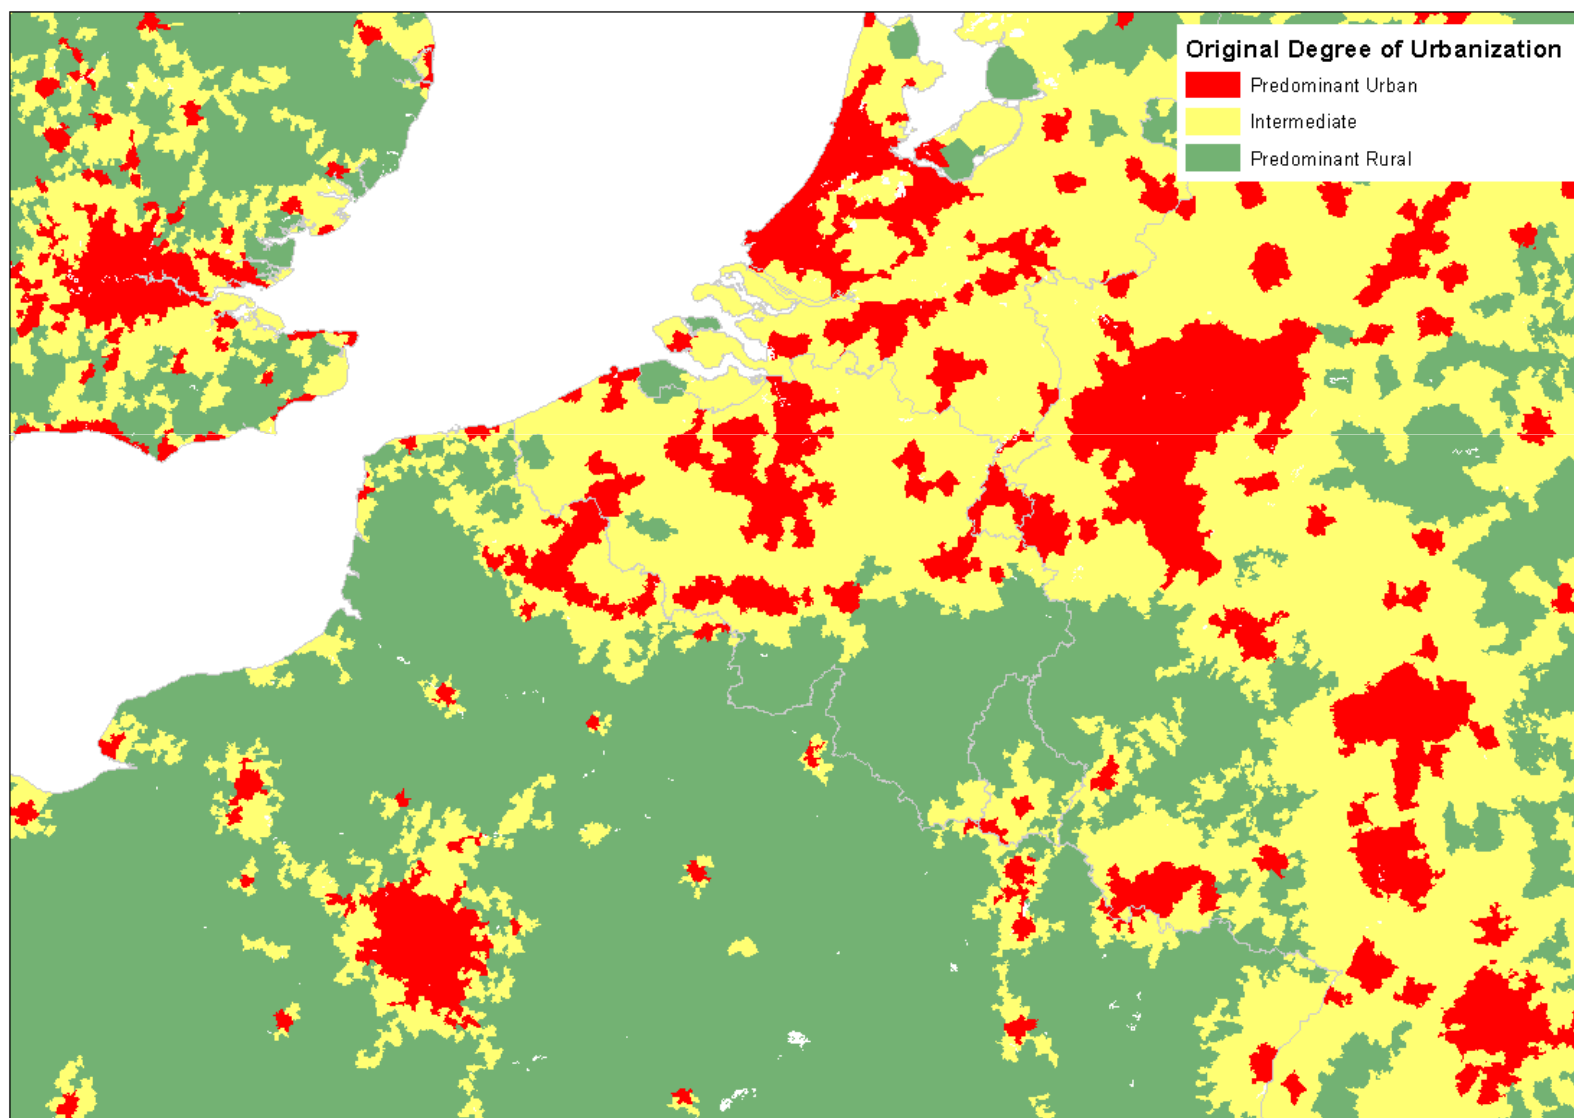 Original Degree of Urbanization
Predominant Urban
Intermediate
Predominant Rural